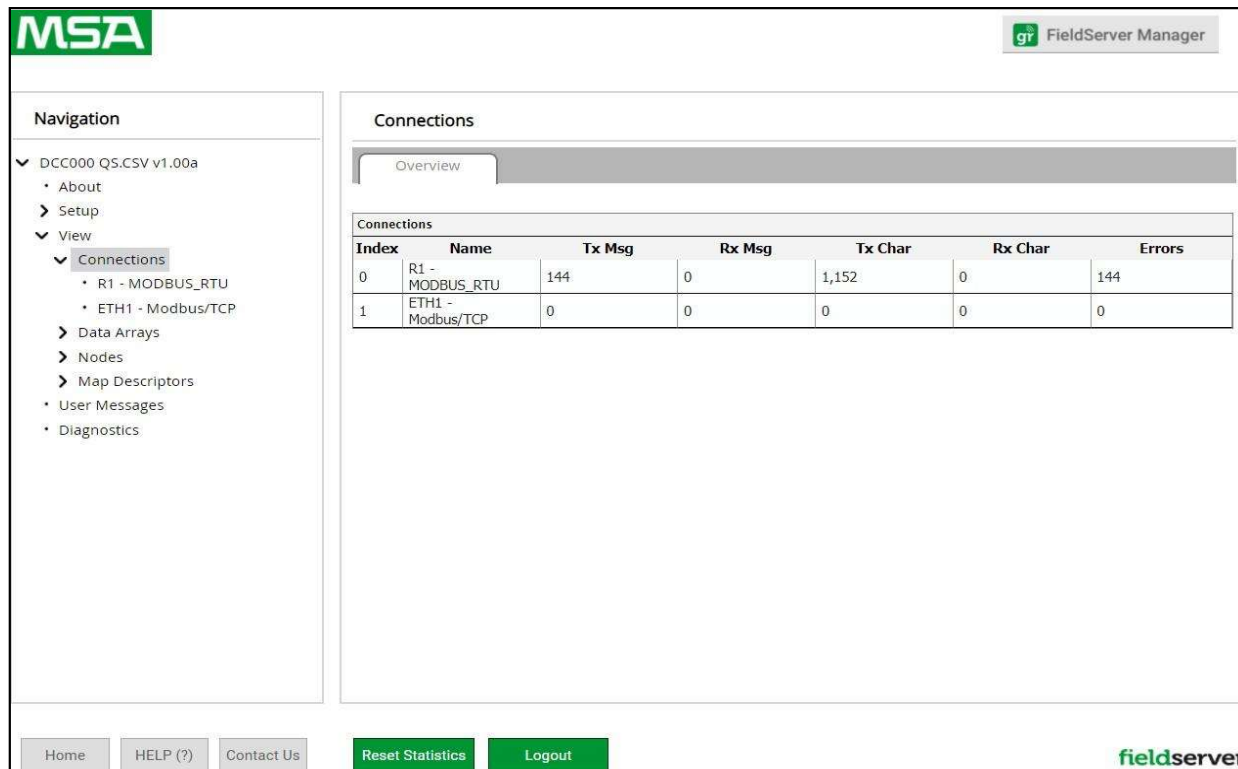 MSA
gr FieldServer Manager
Navigation
DCC000 QS.CSV v1.00a
• About
Setup
View
Connections
• R1 - MODBUS_RTU
• ETH1 - Modbus/TCP
Data Arrays
Nodes
Map Descriptors
• User Messages
• Diagnostics
Connections
Overview
Connections
Index Name Tx Msg Rx Msg Tx Char Rx Char Errors
0 R1 - MODBUS_RTU 144 0 1,152 0 144
1 ETH1 - Modbus/TCP 0 0 0 0 0
Home HELP (?) Contact Us Reset Statistics Logout
fieldserver